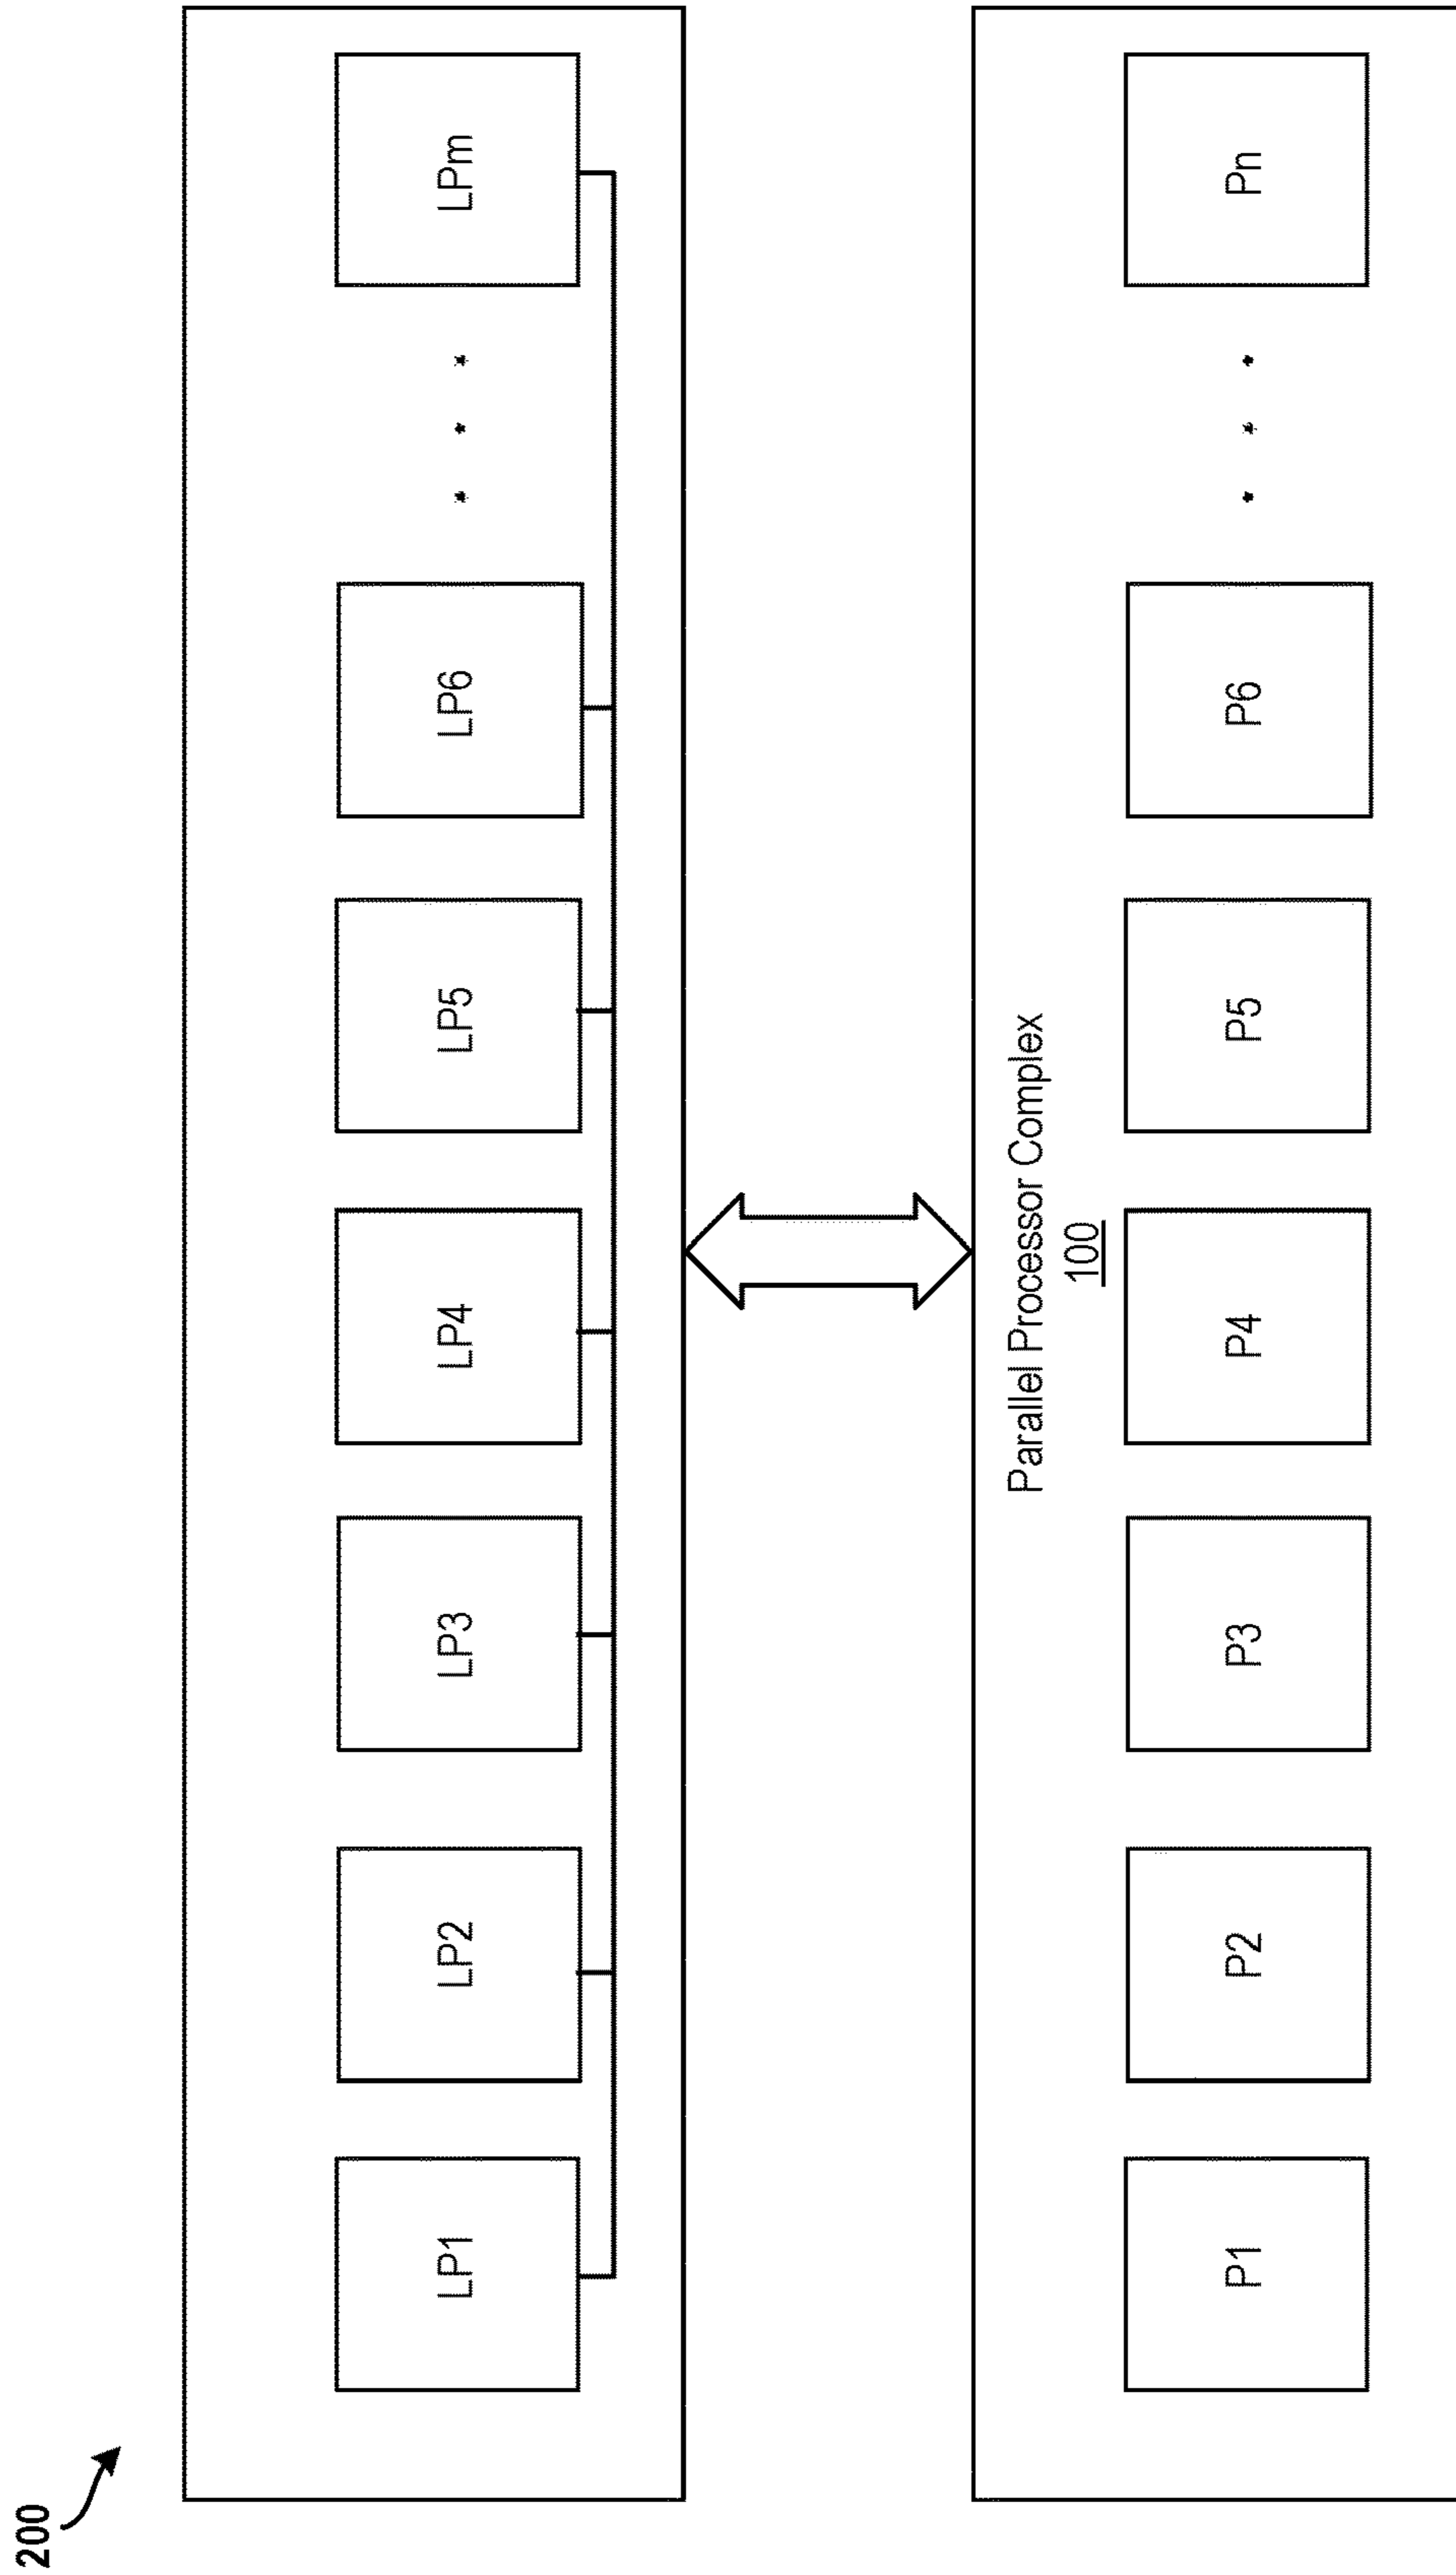 200
LP1
LP2
LP3
LP4
LP5
LP6
LPm
Parallel Processor Complex
100
P1
P2
P3
P4
P5
P6
Pn